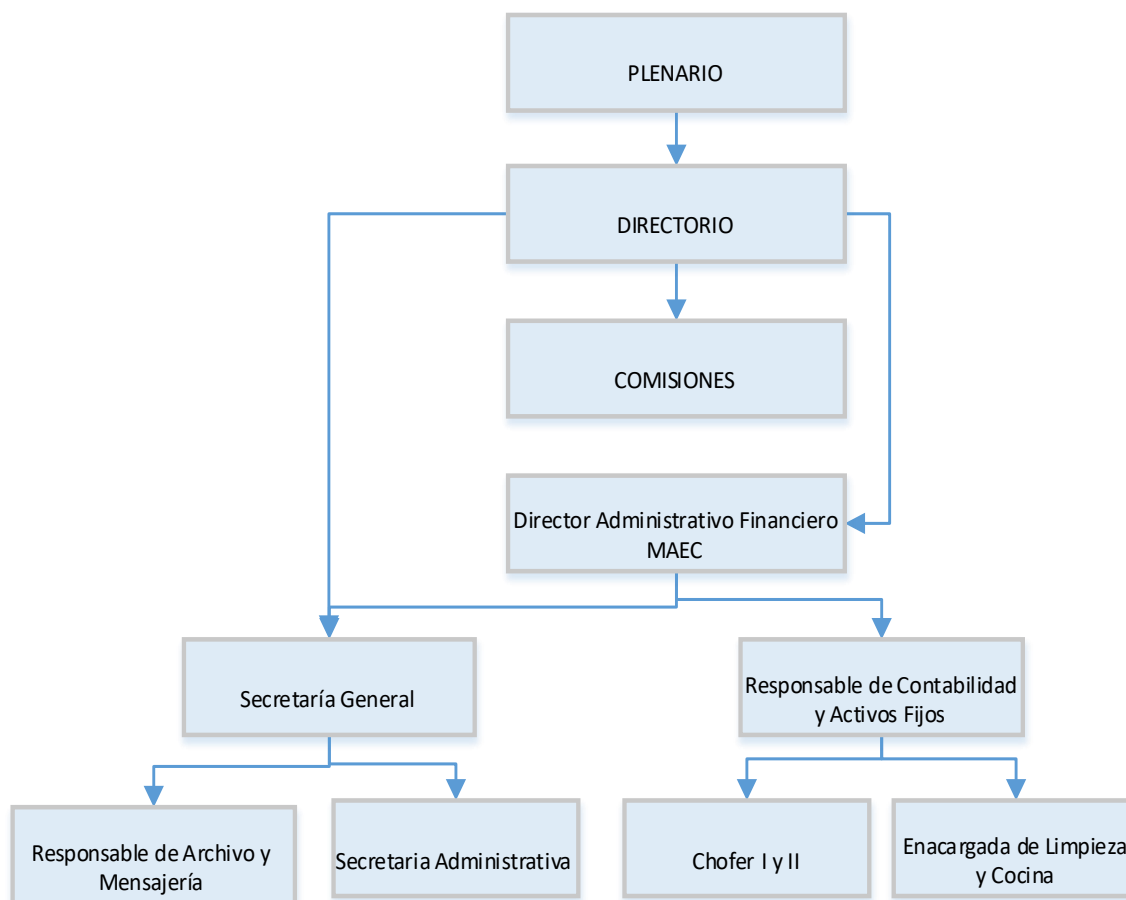 PLENARIO
DIRECTORIO
COMISIONES
Director Administrativo Financiero
MAEC
Secretaría General
Responsable de Contabilidad
y Activos Fijos
Responsable de Archivo y
Mensajería
Secretaria Administrativa
Chofer I y II
Enacargada de Limpieza
y Cocina